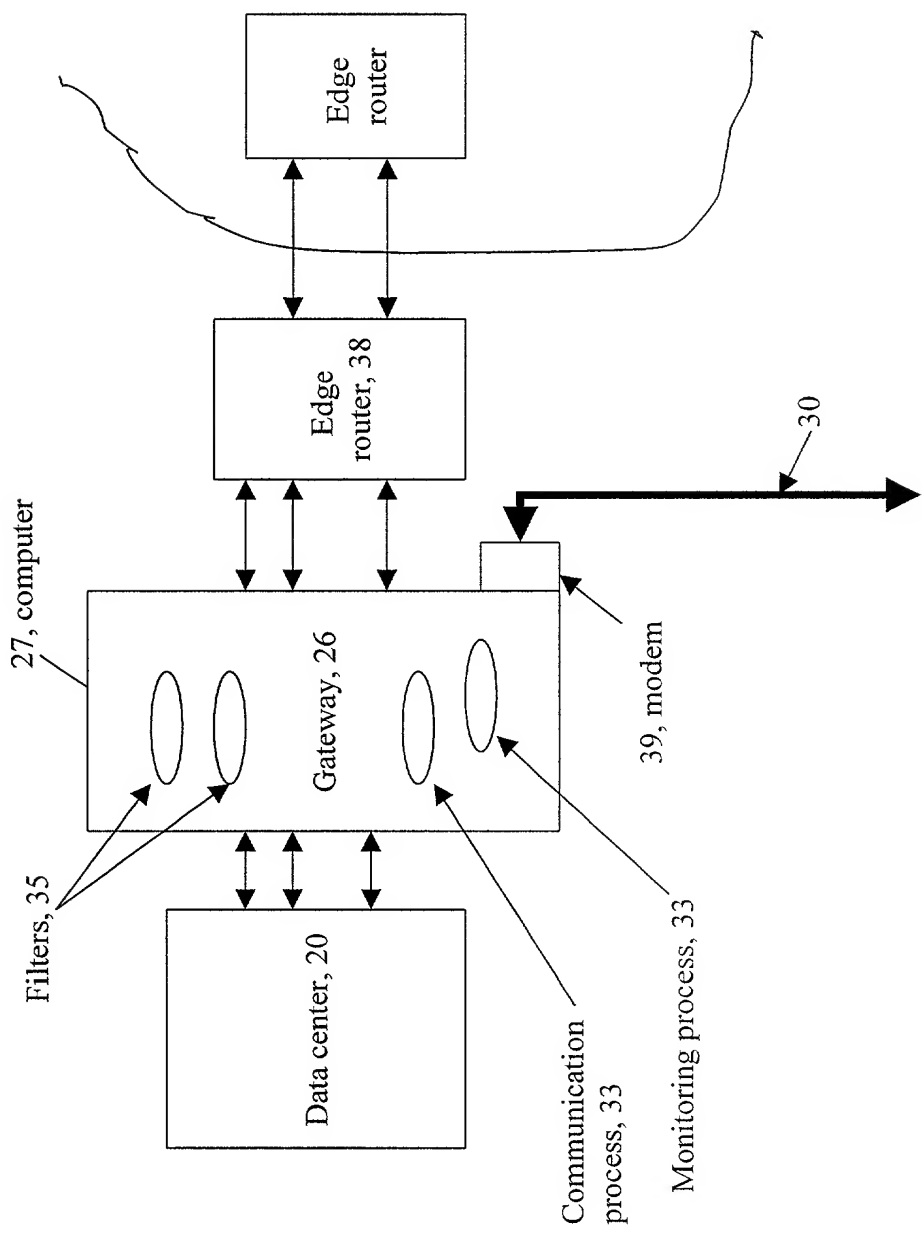 27, computer
Filters, 35
Data center, 20
Gateway, 26
Edge
router, 38
Edge
router
Communication
process, 33
Monitoring process, 33
39, modem
30